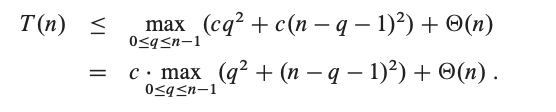 T(n) ≤ max_{0≤q≤n−1} (cq² + c(n − q − 1)²) + Θ(n)
= c · max_{0≤q≤n−1} (q² + (n − q − 1)²) + Θ(n) .